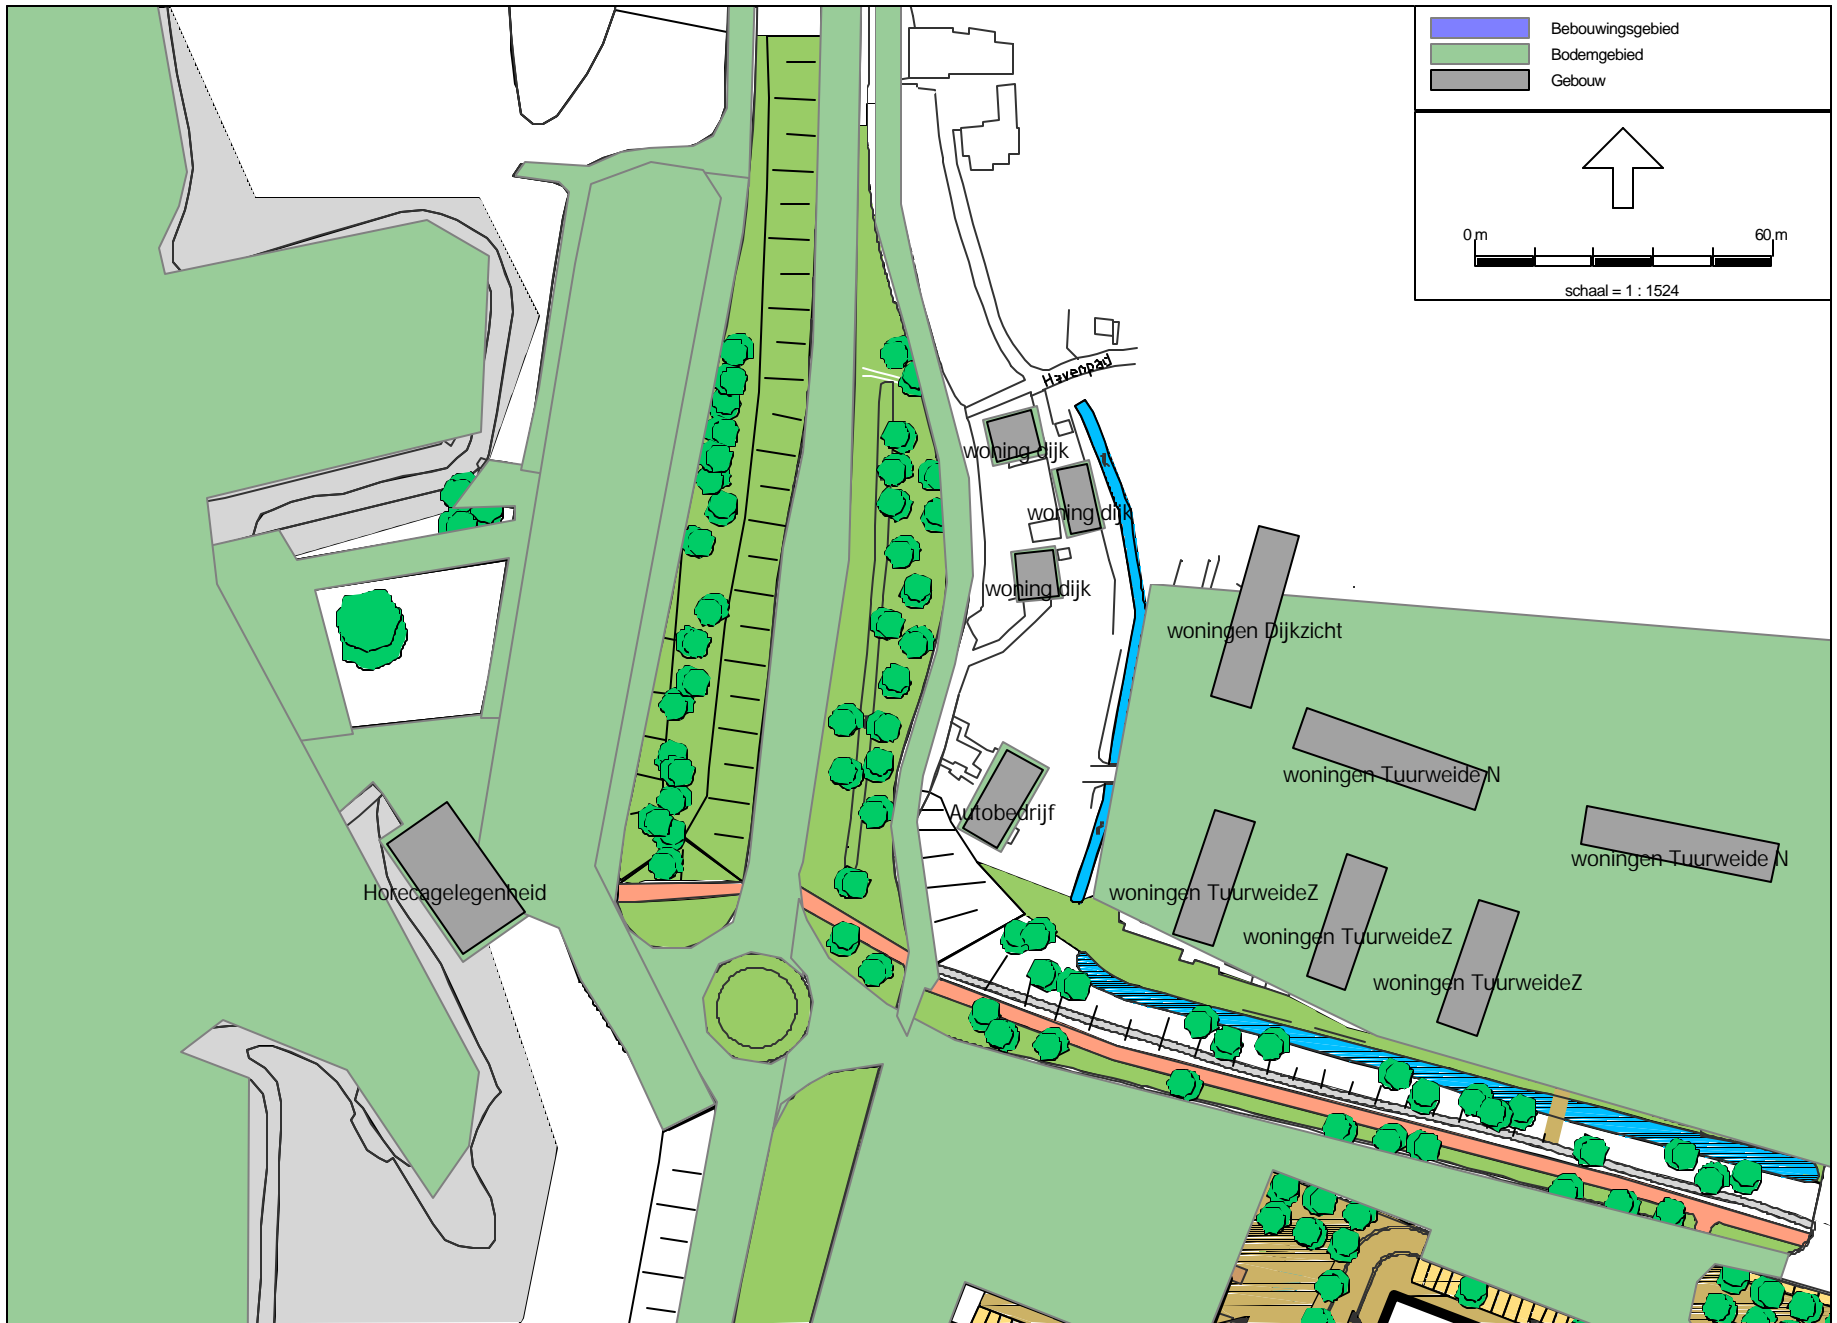 Bebouwingsgebied
Bodemgebied
Gebouw
0 m
60 m
schaal = 1 : 1524
Havenpad
woning dijk
woning dijk
woning dijk
woningen Dijkzicht
woningen Tuurweide N
Autobedrijf
woningen Tuurweide N
Horecagelegenheid
woningen TuurweideZ
woningen TuurweideZ
woningen TuurweideZ